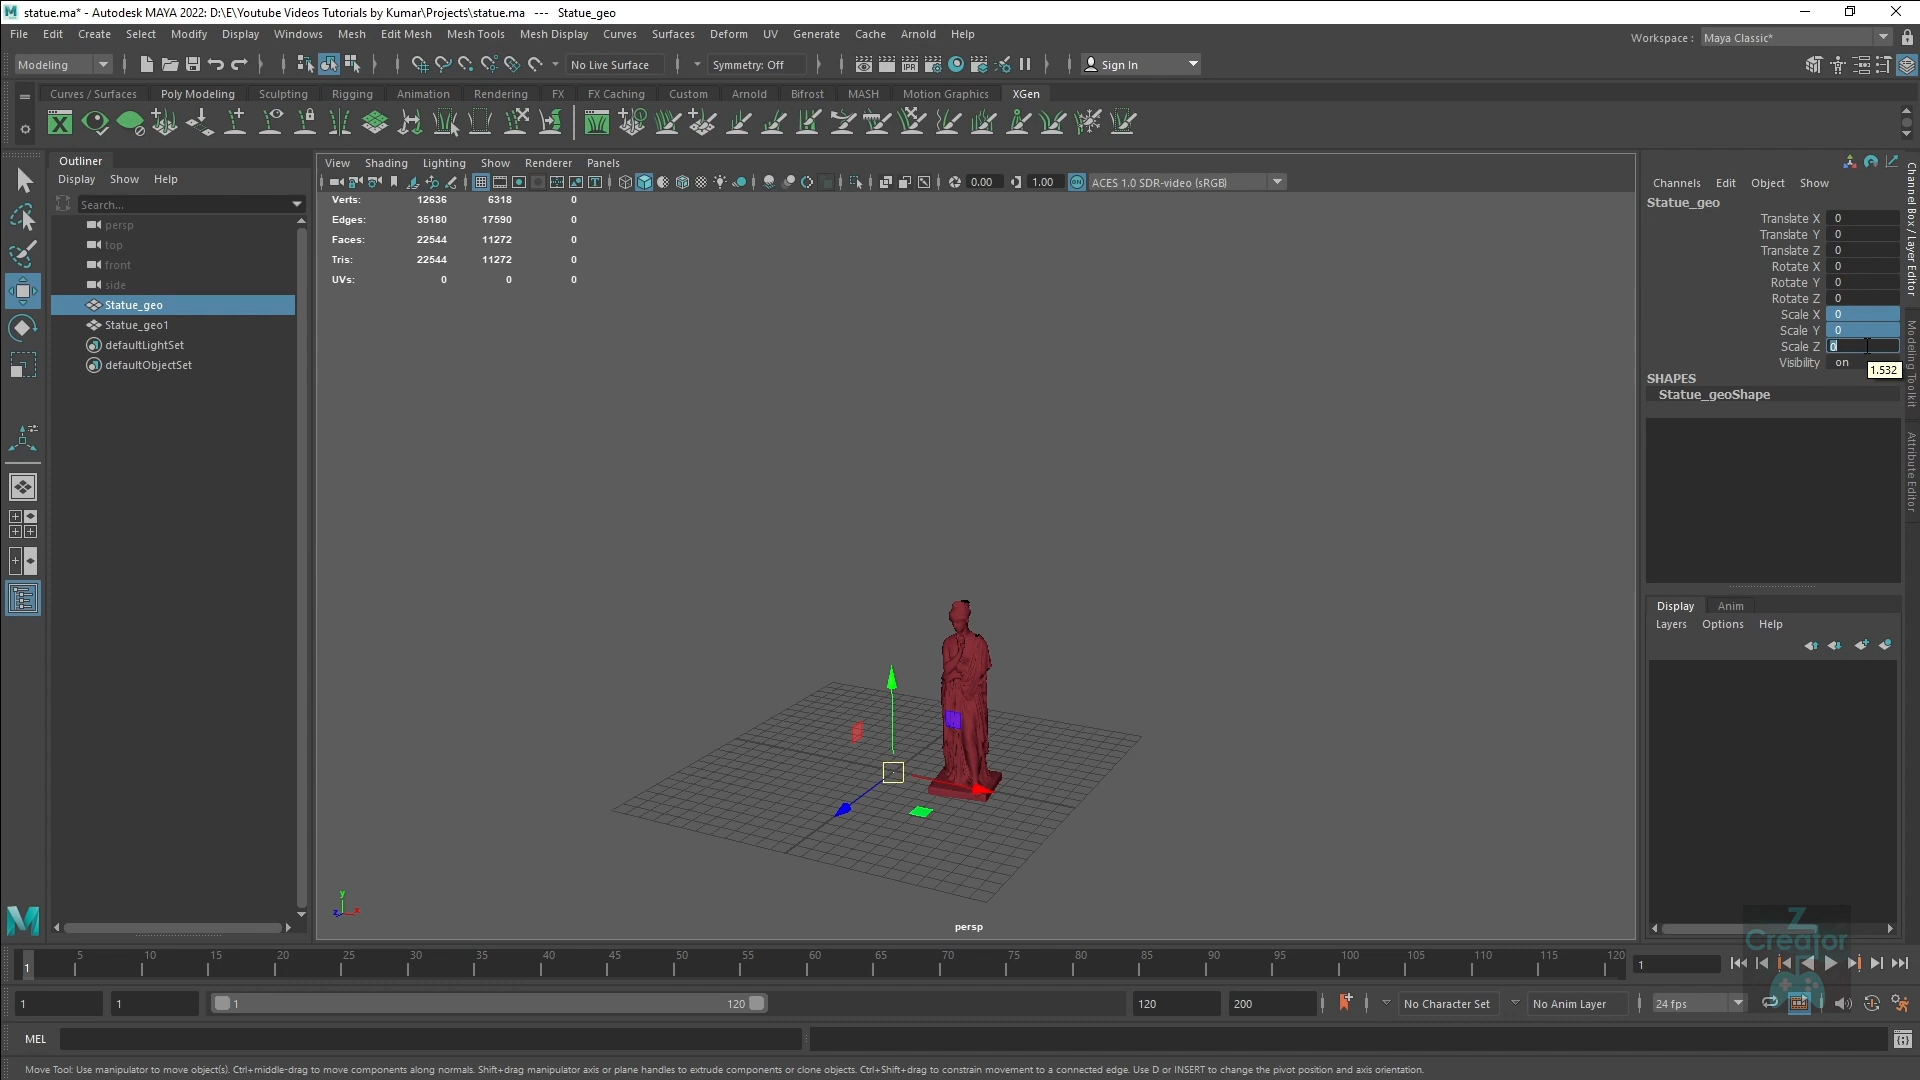 statue.ma* - Autodesk MAYA 2022: D:\E\Youtube Videos Tutorials by Kumar\Projects\statue.ma --- Statue_geo
File Edit Create Select Modify Display Windows Mesh Edit Mesh Mesh Tools Mesh Display Curves Surfaces Deform UV Generate Cache Arnold Help
Workspace : Maya Classic*
Modeling
No Live Surface
Symmetry: Off
Sign In
Curves / Surfaces Poly Modeling Sculpting Rigging Animation Rendering FX FX Caching Custom Arnold Bifrost MASH Motion Graphics XGen
Outliner
Display Show Help
Search...
persp
top
front
side
Statue_geo
Statue_geo1
defaultLightSet
defaultObjectSet
View Shading Lighting Show Renderer Panels
0.00 1.00 ON ACES 1.0 SDR-video (sRGB)
Verts: 12636 6318 0
Edges: 35180 17590 0
Faces: 22544 11272 0
Tris: 22544 11272 0
UVs: 0 0 0
y
z x
persp
Channels Edit Object Show
Statue_geo
Translate X 0
Translate Y 0
Translate Z 0
Rotate X 0
Rotate Y 0
Rotate Z 0
Scale X 0
Scale Y 0
Scale Z 0
Visibility on
1.532
SHAPES
Statue_geoShape
Channel Box / Layer Editor
Modeling Toolkit
Attribute Editor
Display Anim
Layers Options Help
Z
Creator
1 5 10 15 20 25 30 35 40 45 50 55 60 65 70 75 80 85 90 95 100 105 110 115 120
1
1 1 1 120 120 200 No Character Set No Anim Layer 24 fps
MEL
Move Tool: Use manipulator to move object(s). Ctrl+middle-drag to move components along normals. Shift+drag manipulator axis or plane handles to extrude components or clone objects. Ctrl+Shift+drag to constrain movement to a connected edge. Use D or INSERT to change the pivot position and axis orientation.